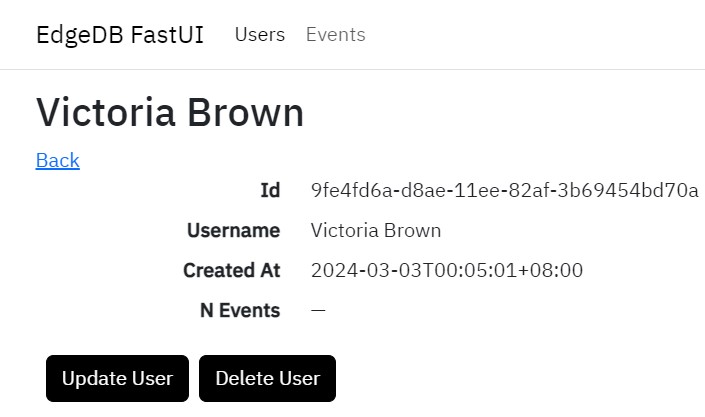 EdgeDB FastUI Users Events
Victoria Brown
Back
Id 9fe4fd6a-d8ae-11ee-82af-3b69454bd70a
Username Victoria Brown
Created At 2024-03-03T00:05:01+08:00
N Events —
Update User Delete User